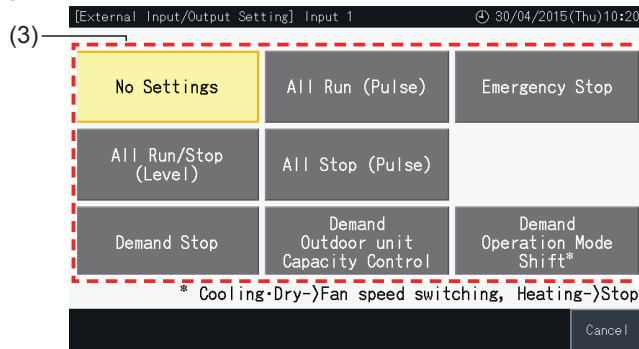 [External Input/Output Setting] Input 1 30/04/2015(Thu)10:20
(3)
No Settings All Run (Pulse) Emergency Stop
All Run/Stop
(Level)
All Stop (Pulse)
Demand Stop
Demand
Outdoor unit
Capacity Control
Demand
Operation Mode
Shift*
* Cooling·Dry->Fan speed switching, Heating->Stop
Cancel